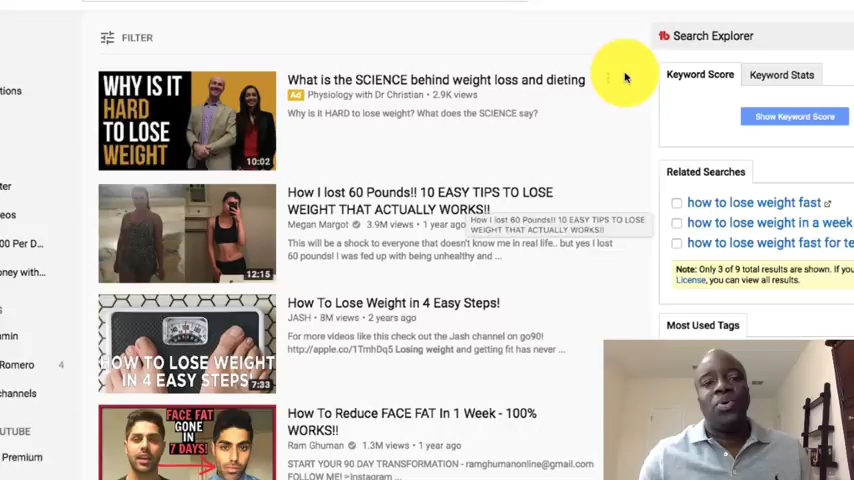 FILTER
WHY IS IT
HARD
TO LOSE
WEIGHT
10:02
What is the SCIENCE behind weight loss and dieting
Ad Physiology with Dr Christian • 2.9K views
Why is it HARD to lose weight? What does the SCIENCE say?
12:15
How I lost 60 Pounds!! 10 EASY TIPS TO LOSE
WEIGHT THAT ACTUALLY WORKS!!
Megan Margot 3.9M views • 1 year ago
How I lost 60 Pounds!! 10 EASY TIPS TO LOSE
WEIGHT THAT ACTUALLY WORKS!!
This will be a shock to everyone that doesn't know me in real life.. but yes I lost
60 pounds! I was fed up with being unhealthy and ...
HOW TO LOSE WEIGHT
IN 4 EASY STEPS!
7:33
How To Lose Weight in 4 Easy Steps!
JASH • 8M views • 2 years ago
For more videos like this check out the Jash channel on go90!
http://apple.co/1TmhDq5 Losing weight and getting fit has never ...
FACE FAT
GONE
IN 7 DAYS!
How To Reduce FACE FAT In 1 Week - 100%
WORKS!!
Ram Ghuman 1.3M views • 1 year ago
START YOUR 90 DAY TRANSFORMATION - ramghumanonline@gmail.com
FOLLOW ME! >Instagram ...
tions
ter
eos
00 Per D...
oney with...
S
min
Romero 4
channels
UTUBE
Premium
tb Search Explorer
Keyword Score
Keyword Stats
Show Keyword Score
Related Searches
how to lose weight fast
how to lose weight in a week
how to lose weight fast for te
Note: Only 3 of 9 total results are shown. If you
License, you can view all results.
Most Used Tags